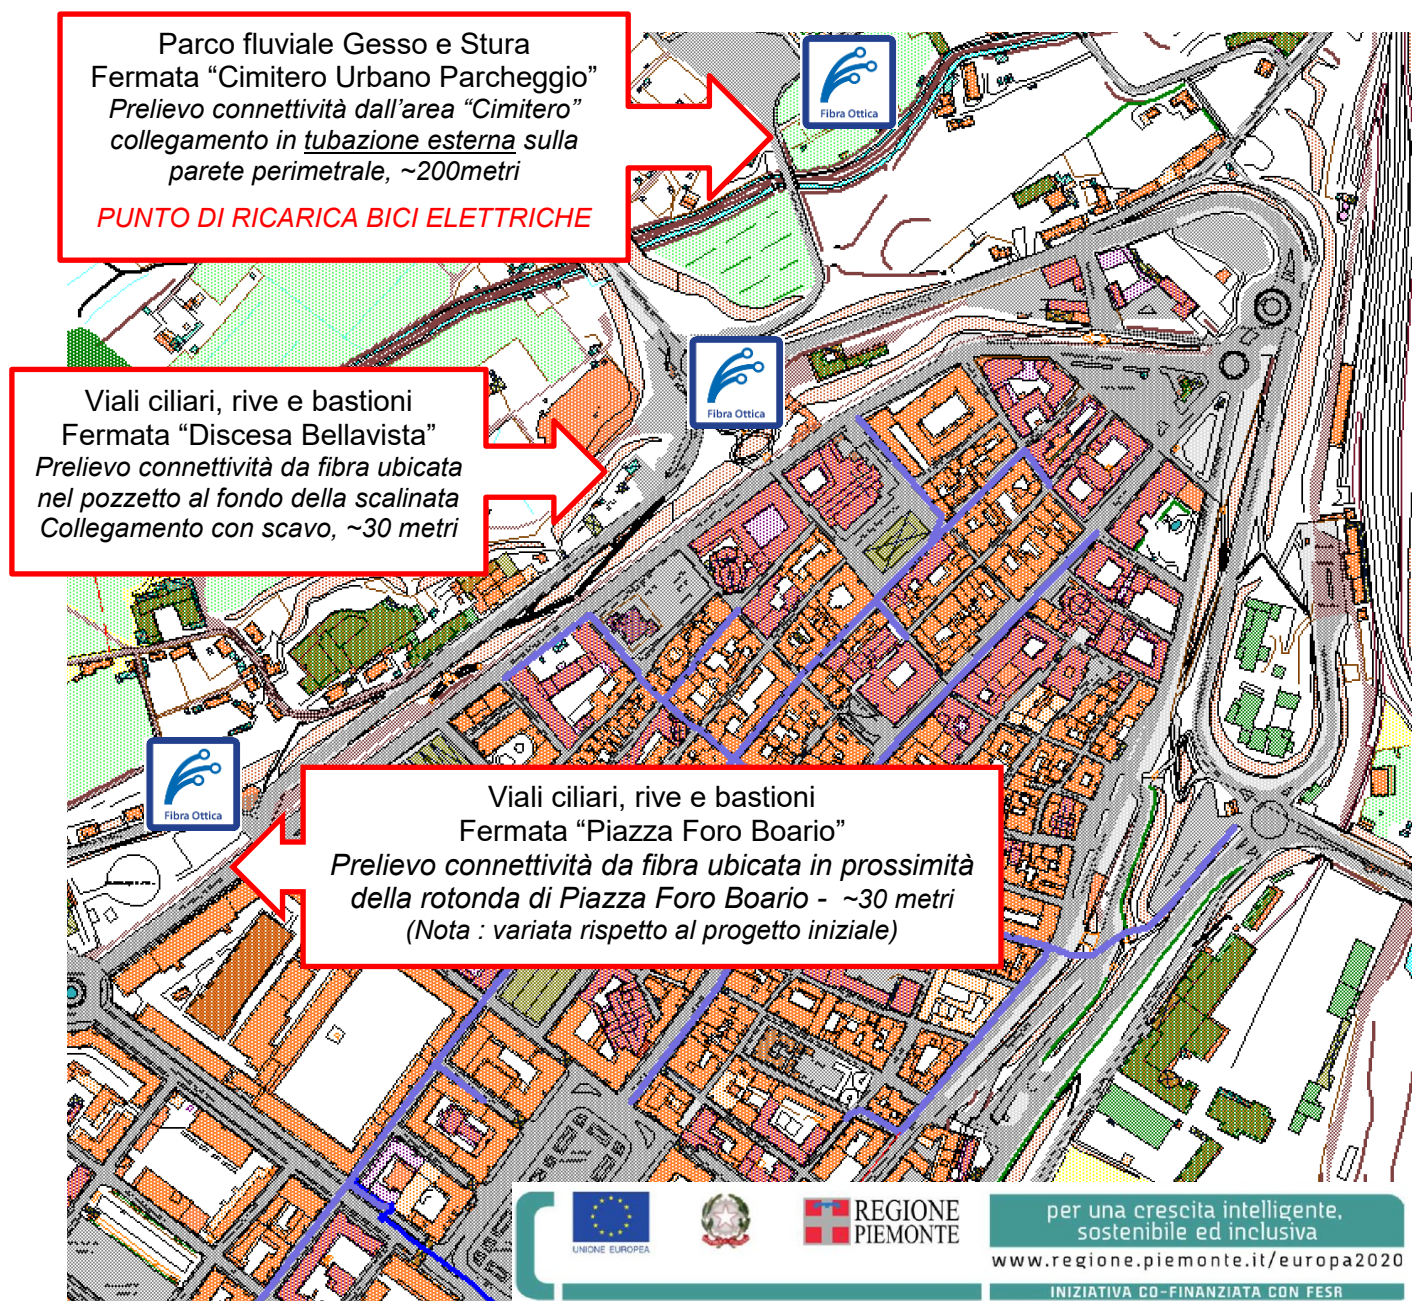 Parco fluviale Gesso e Stura
Fermata “Cimitero Urbano Parcheggio”
Prelievo connettività dall’area “Cimitero”
collegamento in tubazione esterna sulla
parete perimetrale, ~200metri
PUNTO DI RICARICA BICI ELETTRICHE
Fibra Ottica
Fibra Ottica
Viali ciliari, rive e bastioni
Fermata “Discesa Bellavista”
Prelievo connettività da fibra ubicata
nel pozzetto al fondo della scalinata
Collegamento con scavo, ~30 metri
Fibra Ottica
Viali ciliari, rive e bastioni
Fermata “Piazza Foro Boario”
Prelievo connettività da fibra ubicata in prossimità
della rotonda di Piazza Foro Boario - ~30 metri
(Nota : variata rispetto al progetto iniziale)
UNIONE EUROPEA
REGIONE
PIEMONTE
per una crescita intelligente,
sostenibile ed inclusiva
www.regione.piemonte.it/europa2020
INIZIATIVA CO-FINANZIATA CON FESR